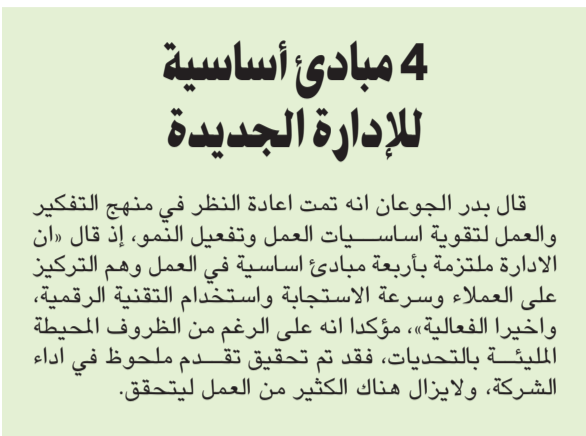 4 مبادئ أساسية
للإدارة الجديدة
قال بدر الجوعان انه تمت اعادة النظر في منهج التفكير
والعمل لتقوية اساسيات العمل وتفعيل النمو، إذ قال «ان
الادارة ملتزمة بأربعة مبادئ اساسية في العمل وهم التركيز
على العملاء وسرعة الاستجابة واستخدام التقنية الرقمية،
واخيرا الفعالية»، مؤكدا انه على الرغم من الظروف المحيطة
المليئة بالتحديات، فقد تم تحقيق تقدم ملحوظ في اداء
الشركة، ولايزال هناك الكثير من العمل ليتحقق.